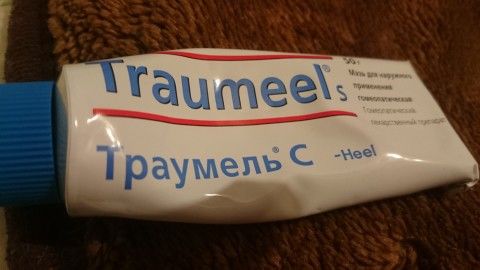 Traumeel® s
50 г
Мазь для наружного
применения
гомеопатическая
Гомеопатический
лекарственный препарат
Траумель® С
-Heel